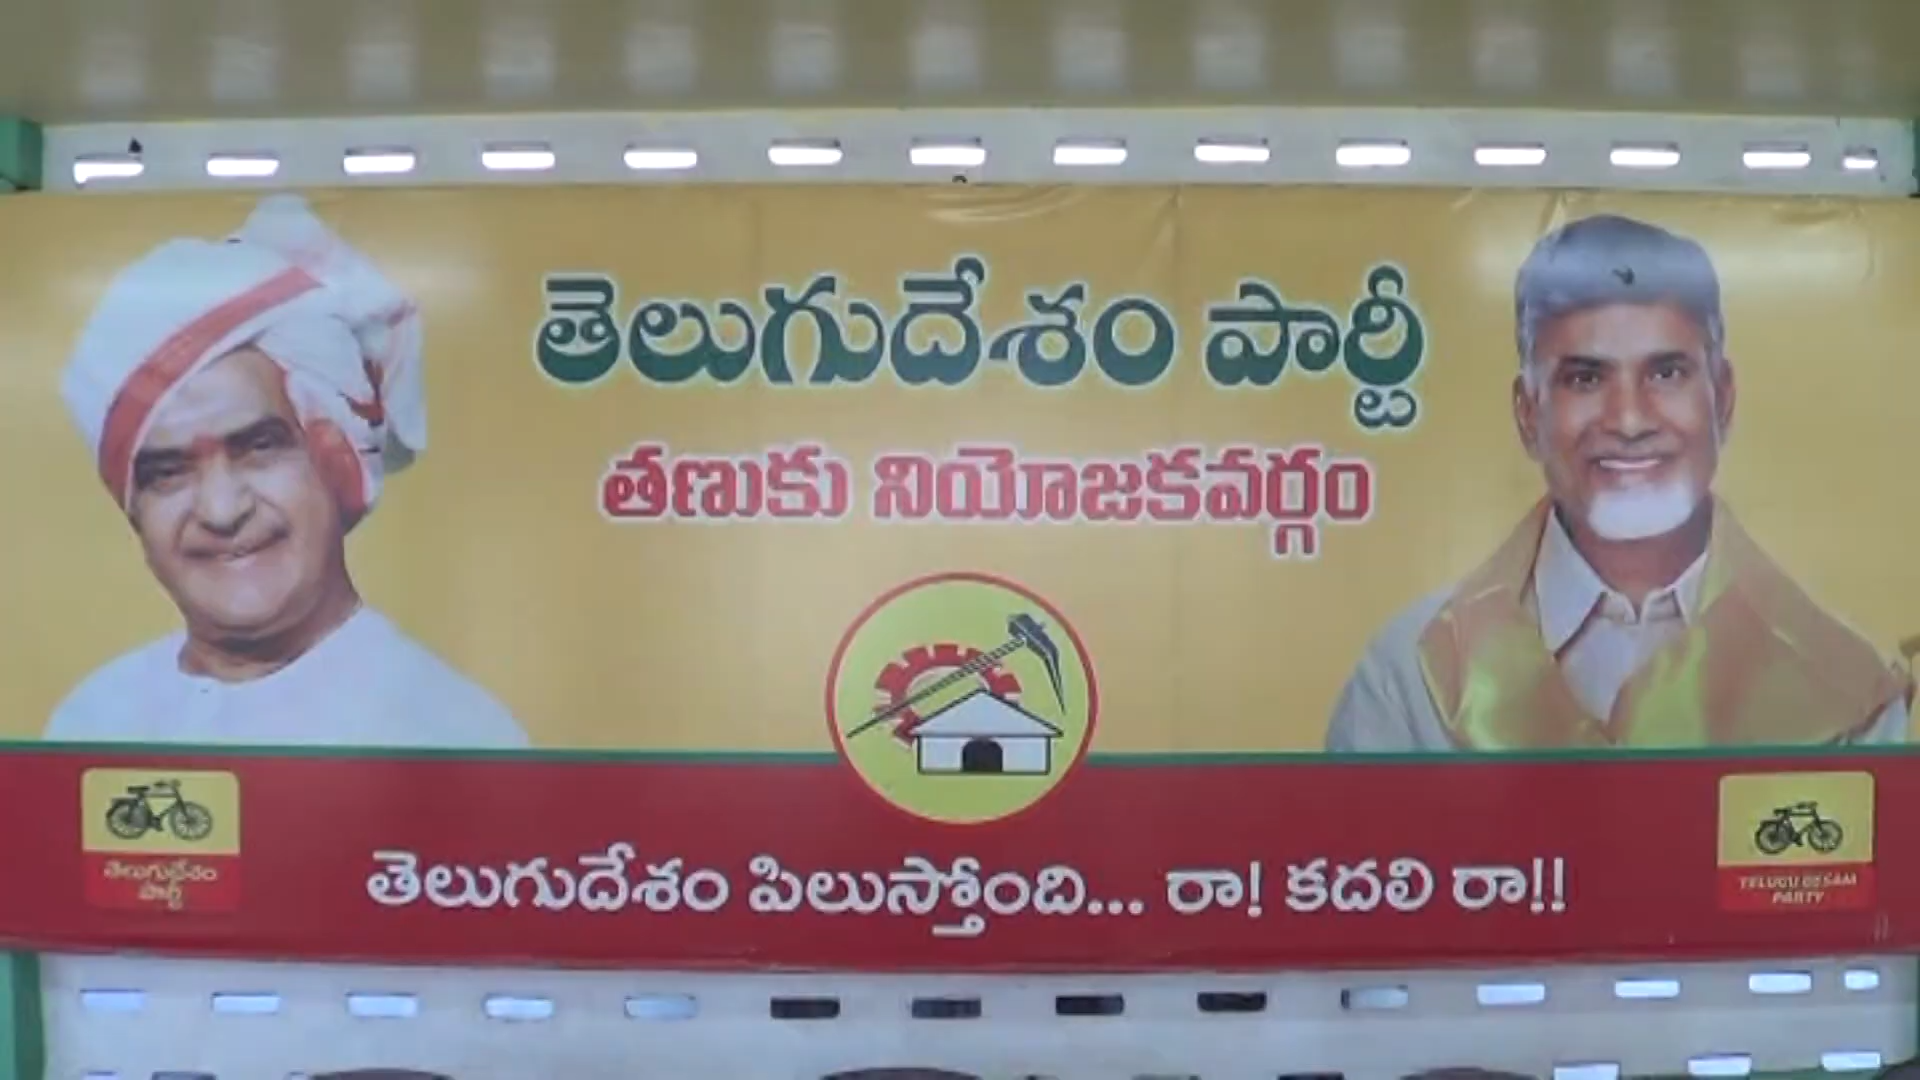 తెలుగుదేశం పార్టీ
తణుకు నియోజకవర్గం
తెలుగుదేశం
పార్టీ
తెలుగుదేశం పిలుస్తోంది... రా! కదలి రా!!
TELUGU DESAM
PARTY